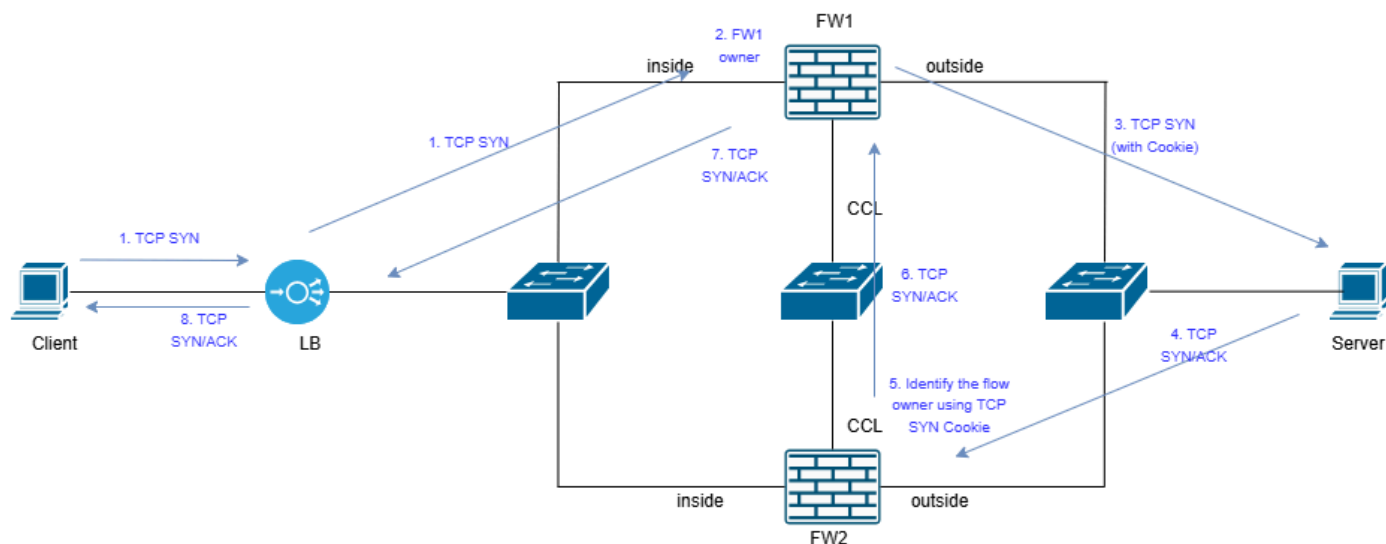 FW1
2. FW1
owner
inside
outside
1. TCP SYN
3. TCP SYN
(with Cookie)
7. TCP
SYN/ACK
CCL
1. TCP SYN
6. TCP
SYN/ACK
8. TCP
SYN/ACK
Client
LB
4. TCP
SYN/ACK
Server
5. Identify the flow
owner using TCP
SYN Cookie
CCL
inside
outside
FW2